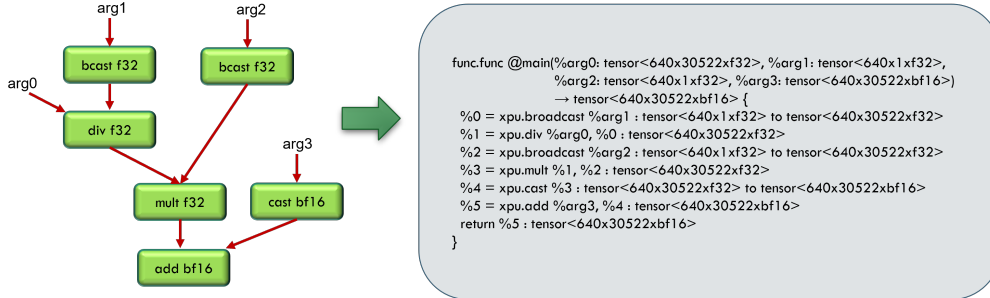 arg1
arg2
bcast f32
bcast f32
arg0
div f32
arg3
mult f32
cast bf16
add bf16
func.func @main(%arg0: tensor<640x30522xf32>, %arg1: tensor<640x1xf32>,
%arg2: tensor<640x1xf32>, %arg3: tensor<640x30522xbf16>)
→ tensor<640x30522xbf16> {
%0 = xpu.broadcast %arg1 : tensor<640x1xf32> to tensor<640x30522xf32>
%1 = xpu.div %arg0, %0 : tensor<640x30522xf32>
%2 = xpu.broadcast %arg2 : tensor<640x1xf32> to tensor<640x30522xf32>
%3 = xpu.mult %1, %2 : tensor<640x30522xf32>
%4 = xpu.cast %3 : tensor<640x30522xf32> to tensor<640x30522xbf16>
%5 = xpu.add %arg3, %4 : tensor<640x30522xbf16>
return %5 : tensor<640x30522xbf16>
}